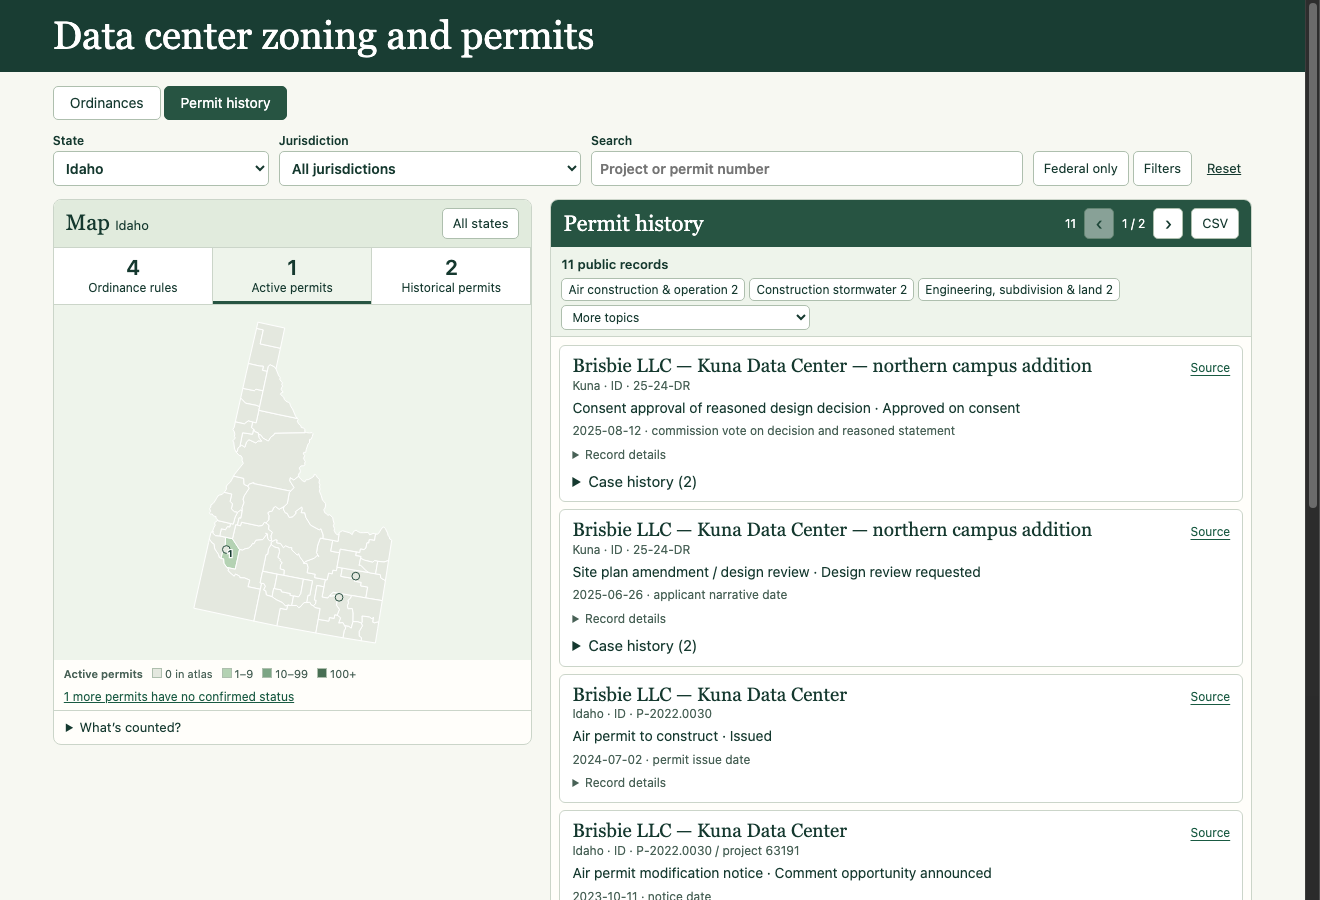 Data center zoning and permits
Ordinances
Permit history
State
Jurisdiction
Search
Idaho
All jurisdictions
Project or permit number
Federal only
Filters
Reset
Map Idaho
All states
4
Ordinance rules
1
Active permits
2
Historical permits
1
Active permits 0 in atlas 1–9 10–99 100+
1 more permits have no confirmed status
▶ What's counted?
Permit history
11 ‹ 1 / 2 › CSV
11 public records
Air construction & operation 2
Construction stormwater 2
Engineering, subdivision & land 2
More topics
Brisbie LLC — Kuna Data Center — northern campus addition
Source
Kuna · ID · 25-24-DR
Consent approval of reasoned design decision · Approved on consent
2025-08-12 · commission vote on decision and reasoned statement
▶ Record details
▶ Case history (2)
Brisbie LLC — Kuna Data Center — northern campus addition
Source
Kuna · ID · 25-24-DR
Site plan amendment / design review · Design review requested
2025-06-26 · applicant narrative date
▶ Record details
▶ Case history (2)
Brisbie LLC — Kuna Data Center
Source
Idaho · ID · P-2022.0030
Air permit to construct · Issued
2024-07-02 · permit issue date
▶ Record details
Brisbie LLC — Kuna Data Center
Source
Idaho · ID · P-2022.0030 / project 63191
Air permit modification notice · Comment opportunity announced
2023-10-11 · notice date